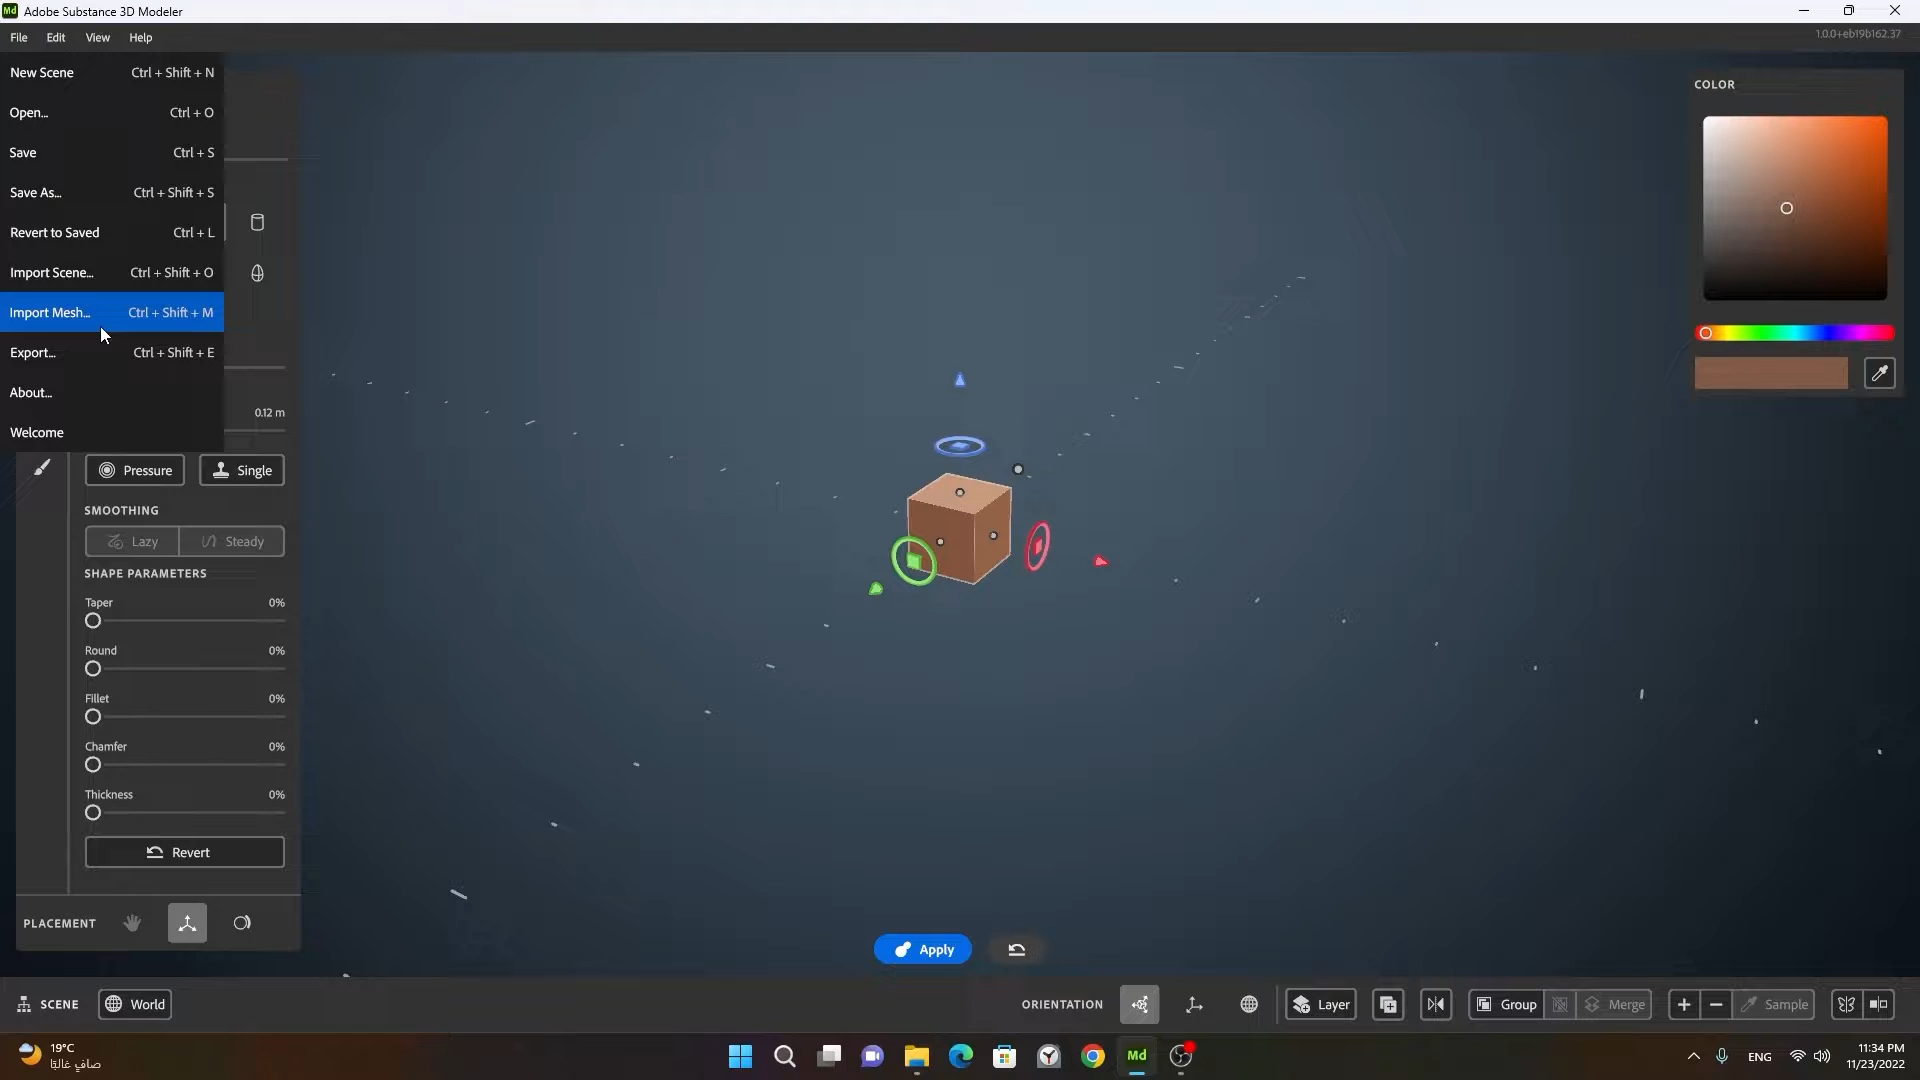 Md Adobe Substance 3D Modeler
File Edit View Help
1.0.0+eb19b162.37
New Scene Ctrl + Shift + N
Open... Ctrl + O
Save Ctrl + S
Save As... Ctrl + Shift + S
Revert to Saved Ctrl + L
Import Scene... Ctrl + Shift + O
Import Mesh... Ctrl + Shift + M
Export... Ctrl + Shift + E
About...
0.12 m
Welcome
Pressure Single
SMOOTHING
Lazy Steady
SHAPE PARAMETERS
Taper 0%
Round 0%
Fillet 0%
Chamfer 0%
Thickness 0%
Revert
PLACEMENT
COLOR
Apply
SCENE World
ORIENTATION Layer Group Merge Sample
19°C
صافٍ غالبًا
Md
ENG
11:34 PM
11/23/2022